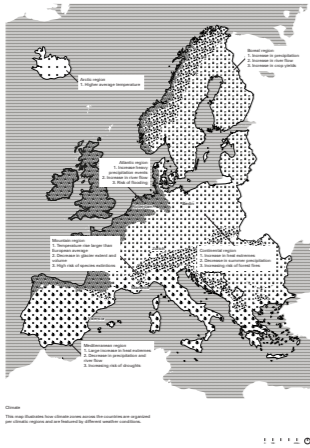 Boreal region
1. Increase in precipitation
2. Increase in river flow
3. Increase in crop yields
Arctic region
1. Higher average temperature
Atlantic region
1. Increase heavy
precipitation events
2. Increase in river flow
3. Risk of flooding
Mountain region
1. Temperature rise larger than
European average
2. Decrease in glacier extent and
volume
3. High risk of species extintions
Continental region
1. Increase in heat extremes
2. Decrease in summer precipitation
3. Increasing risk of forest fires
Mediterranean region
1. Large increase in heat extremes
2. Decrease in precipitation and
river flow
3. Increasing risk of droughts
Climate
This map illustrates how climate zones across the countries are organized
per climatic regions and are featured by different weather conditions.